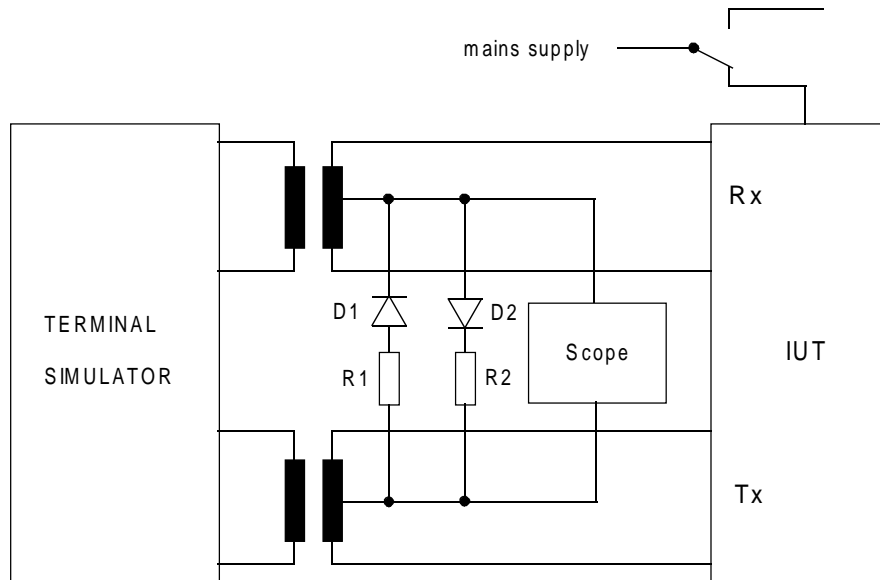 mains supply
Rx
D1
D2
TERMINAL
SIMULATOR
Scope
IUT
R1
R2
Tx